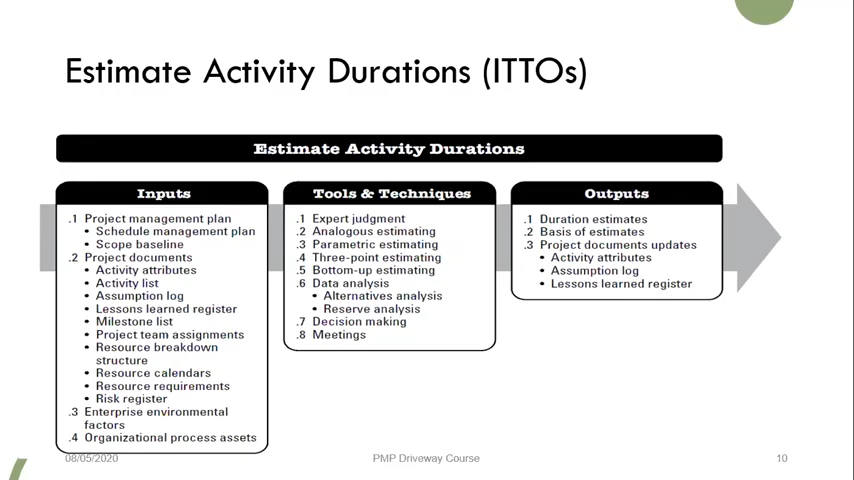 Estimate Activity Durations (ITTOs)
Estimate Activity Durations
Inputs
.1 Project management plan
• Schedule management plan
• Scope baseline
.2 Project documents
• Activity attributes
• Activity list
• Assumption log
• Lessons learned register
• Milestone list
• Project team assignments
• Resource breakdown
structure
• Resource calendars
• Resource requirements
• Risk register
.3 Enterprise environmental
factors
.4 Organizational process assets
Tools & Techniques
.1 Expert judgment
.2 Analogous estimating
.3 Parametric estimating
.4 Three-point estimating
.5 Bottom-up estimating
.6 Data analysis
• Alternatives analysis
• Reserve analysis
.7 Decision making
.8 Meetings
Outputs
.1 Duration estimates
.2 Basis of estimates
.3 Project documents updates
• Activity attributes
• Assumption log
• Lessons learned register
08/05/2020
PMP Driveway Course
10